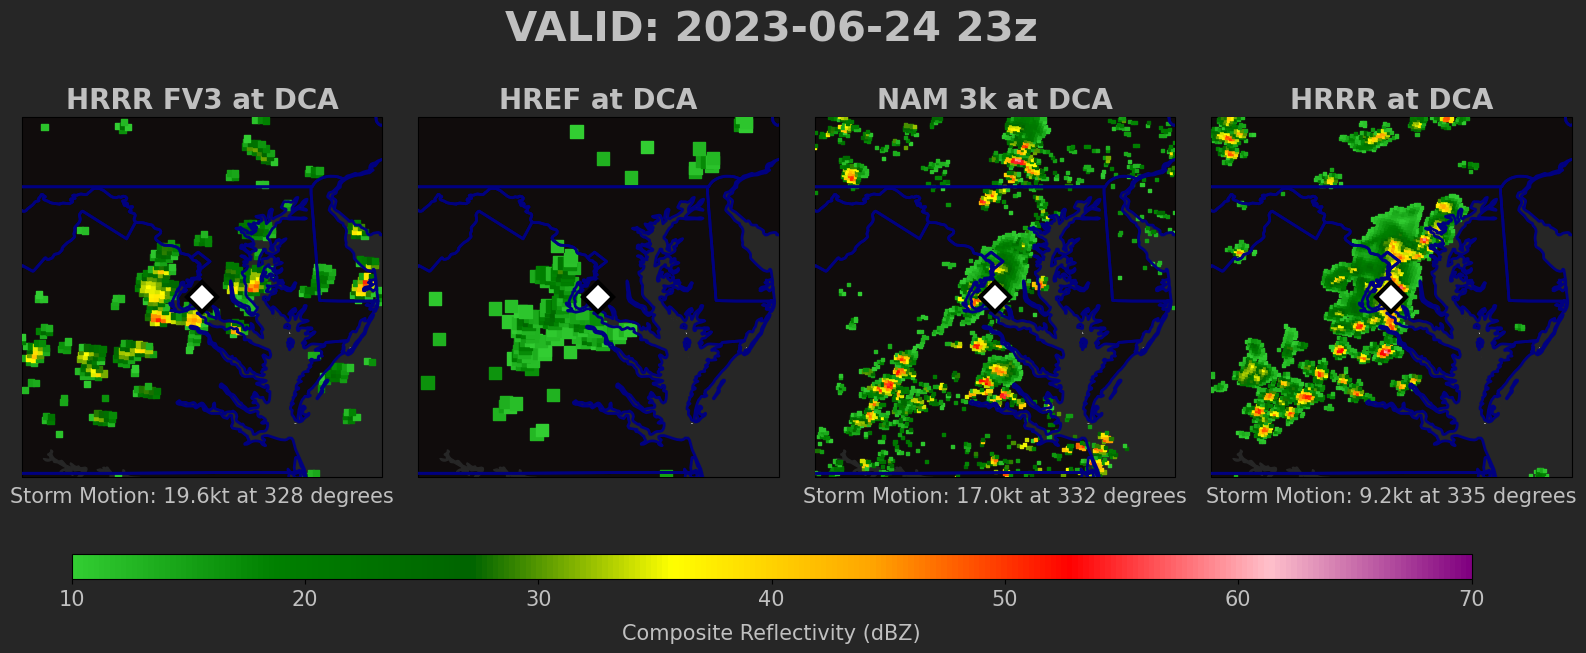 VALID: 2023-06-24 23z
HRRR FV3 at DCA
HREF at DCA
NAM 3k at DCA
HRRR at DCA
Storm Motion: 19.6kt at 328 degrees
Storm Motion: 17.0kt at 332 degrees
Storm Motion: 9.2kt at 335 degrees
10 20 30 40 50 60 70
Composite Reflectivity (dBZ)